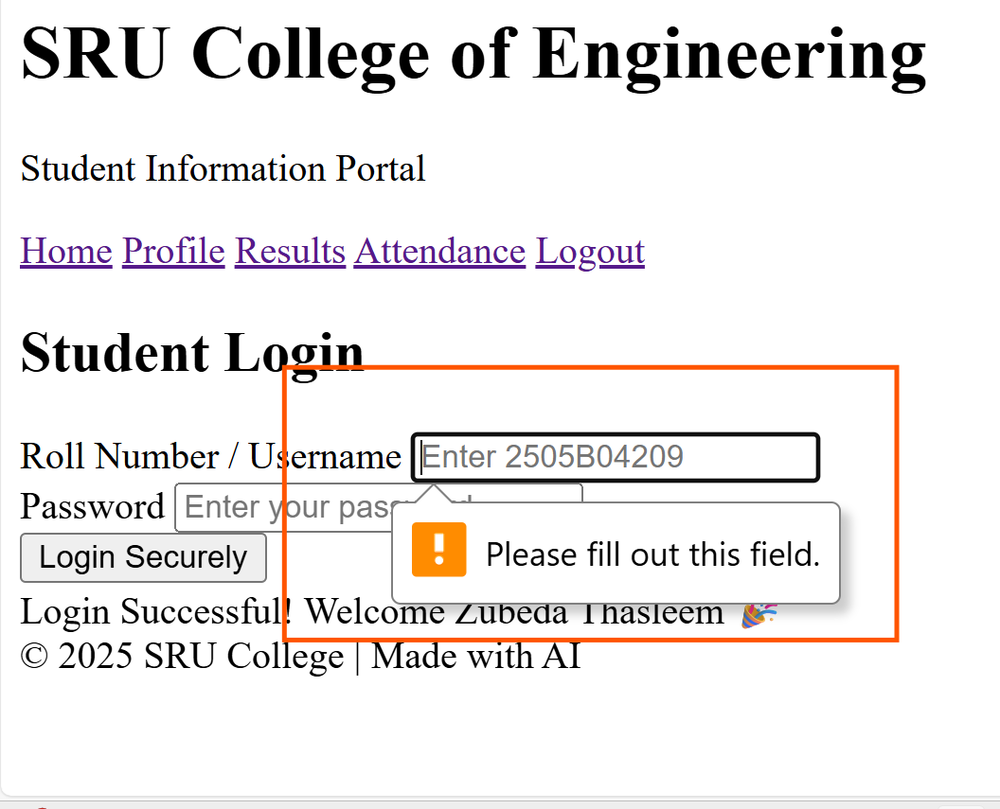 SRU College of Engineering
Student Information Portal
Home Profile Results Attendance Logout
Student Login
Roll Number / Username Enter 2505B04209
Password Enter your password
Please fill out this field.
Login Securely
Login Successful! Welcome Zubeda Thasleem 🎉
© 2025 SRU College | Made with AI